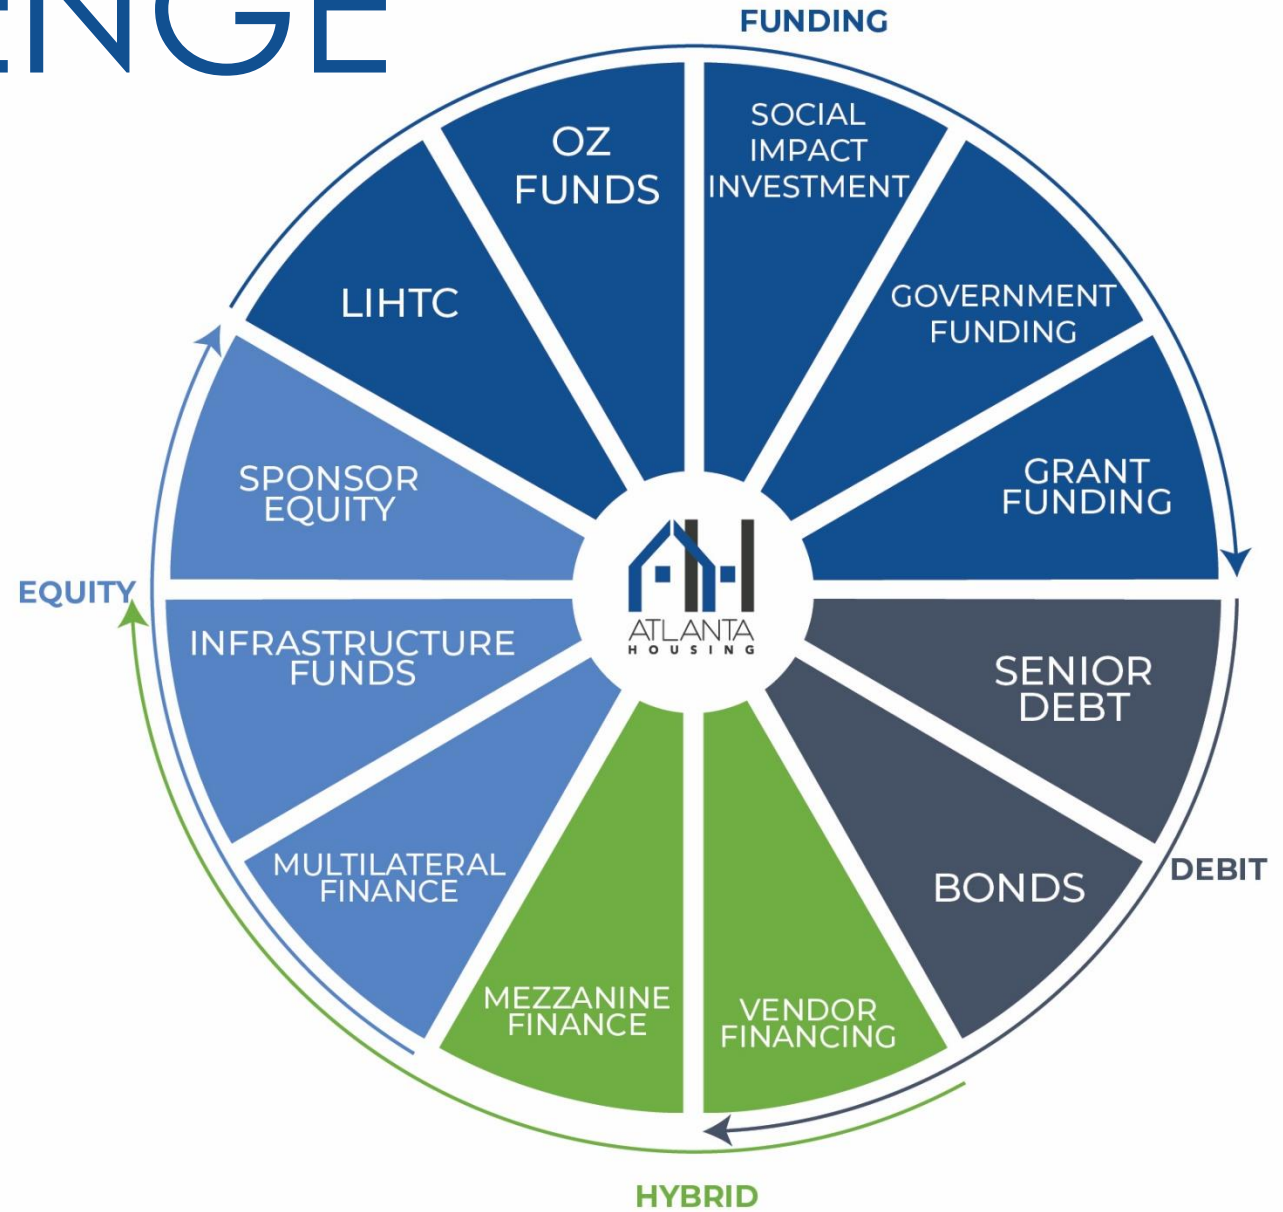 ENGE
FUNDING
OZ
FUNDS
SOCIAL
IMPACT
INVESTMENT
LIHTC
GOVERNMENT
FUNDING
SPONSOR
EQUITY
GRANT
FUNDING
EQUITY
ATLANTA
HOUSING
INFRASTRUCTURE
FUNDS
SENIOR
DEBT
MULTILATERAL
FINANCE
BONDS
DEBIT
MEZZANINE
FINANCE
VENDOR
FINANCING
HYBRID